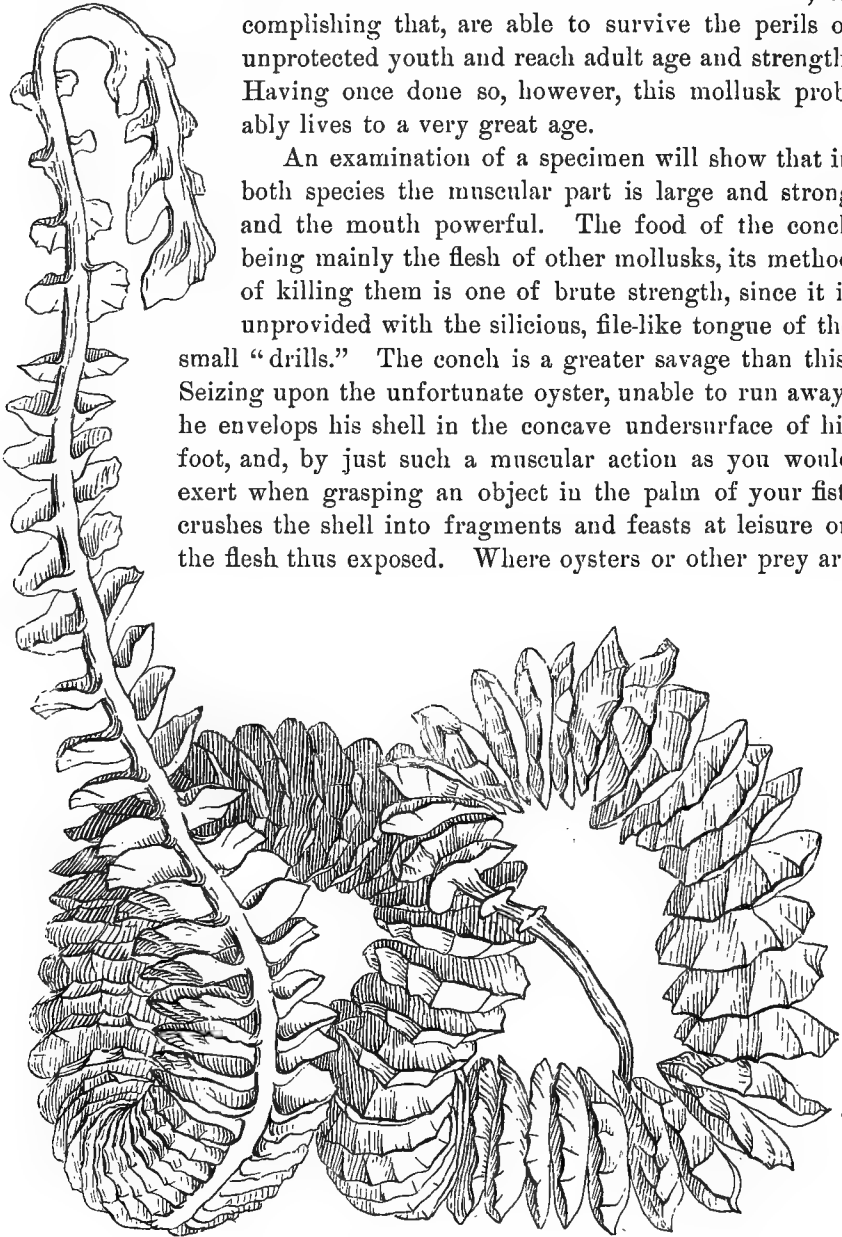 complishing that, are able to survive the perils o
unprotected youth and reach adult age and strength
Having once done so, however, this mollusk prob
ably lives to a very great age.
An examination of a specimen will show that i
both species the muscular part is large and strong
and the mouth powerful. The food of the concl
being mainly the flesh of other mollusks, its metho
of killing them is one of brute strength, since it i
unprovided with the silicious, file-like tongue of th
small “drills.” The conch is a greater savage than this
Seizing upon the unfortunate oyster, unable to run away
he envelops his shell in the concave undersurface of hi
foot, and, by just such a muscular action as you woul
exert when grasping an object in the palm of your fist
crushes the shell into fragments and feasts at leisure o
the flesh thus exposed. Where oysters or other prey ar